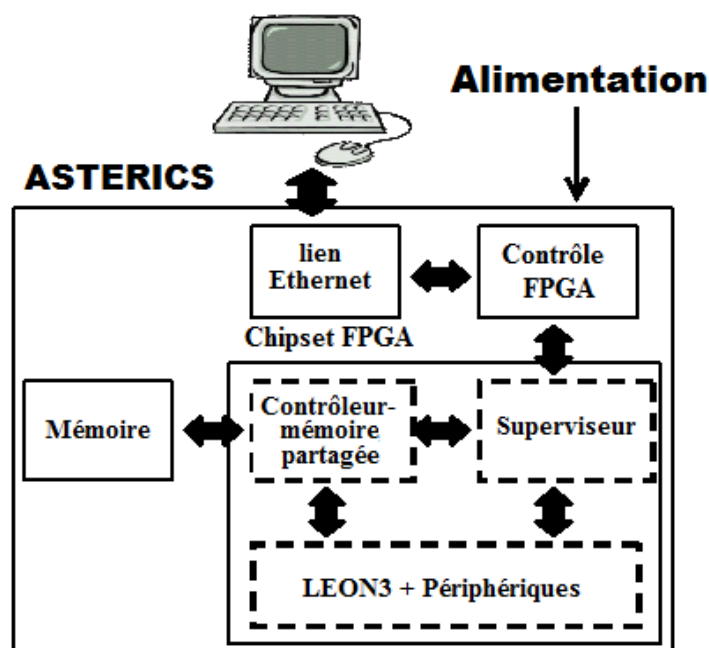 Alimentation
ASTERICS
lien
Ethernet
Contrôle
FPGA
Chipset FPGA
Mémoire
Contrôleur-
mémoire
partagée
Superviseur
LEON3 + Périphériques